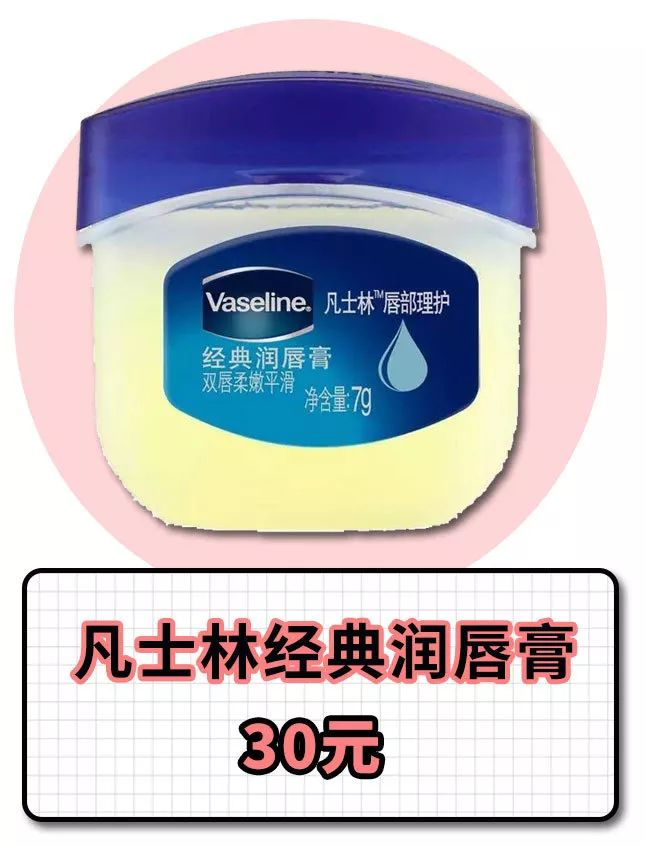 Vaseline®
凡士林™唇部理护
经典润唇膏
双唇柔嫩平滑
净含量:7g
凡士林经典润唇膏
30元